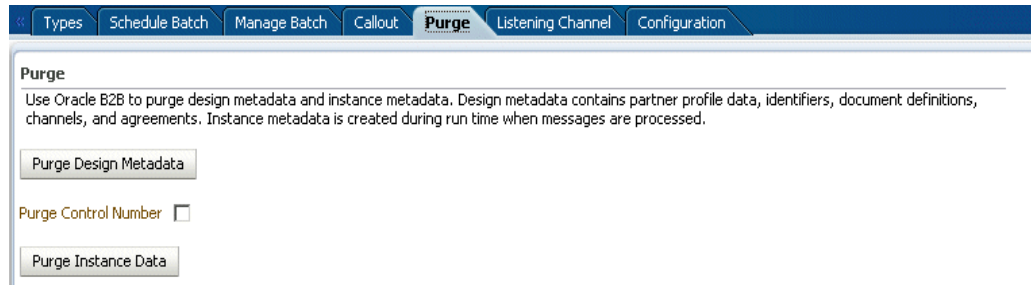 « Types Schedule Batch Manage Batch Callout Purge Listening Channel Configuration
Purge
Use Oracle B2B to purge design metadata and instance metadata. Design metadata contains partner profile data, identifiers, document definitions,
channels, and agreements. Instance metadata is created during run time when messages are processed.
Purge Design Metadata
Purge Control Number
Purge Instance Data